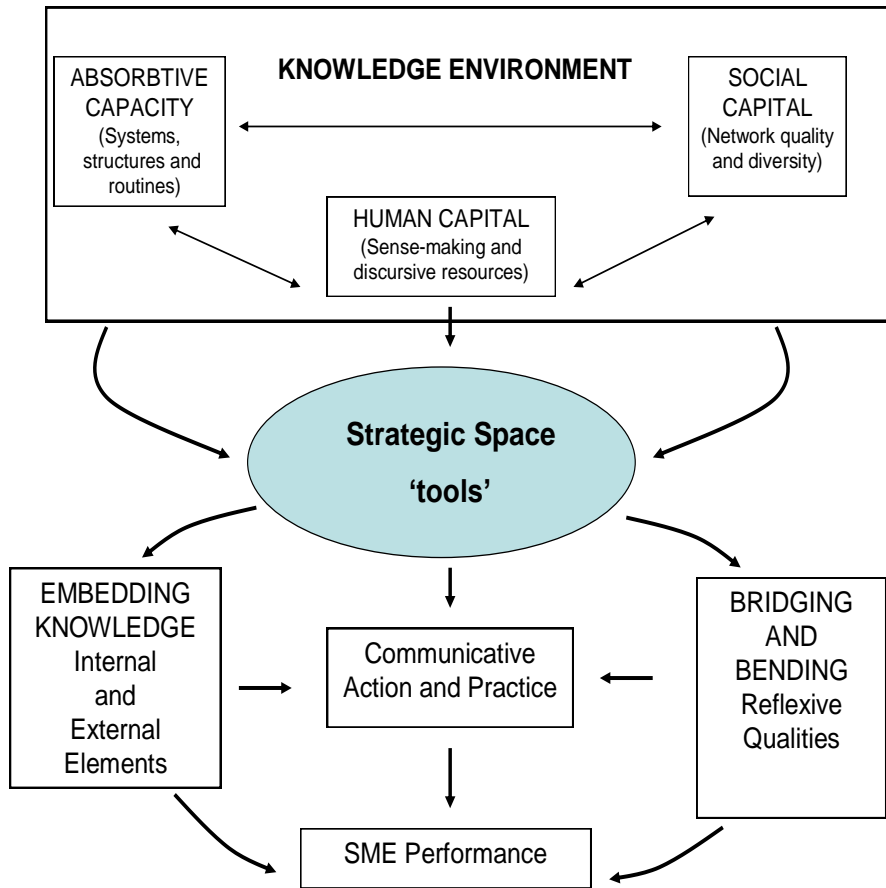 KNOWLEDGE ENVIRONMENT
ABSORBTIVE
CAPACITY
(Systems,
structures and
routines)
SOCIAL
CAPITAL
(Network quality
and diversity)
HUMAN CAPITAL
(Sense-making and
discursive resources)
Strategic Space
‘tools’
EMBEDDING
KNOWLEDGE
Internal
and
External
Elements
Communicative
Action and Practice
BRIDGING
AND
BENDING
Reflexive
Qualities
SME Performance